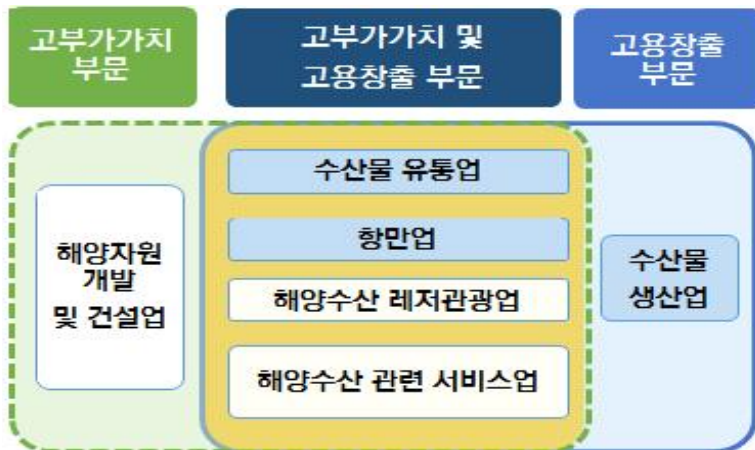 고부가가치
부문
고부가가치 및
고용창출 부문
고용창출
부문
해양자원
개발
및 건설업
수산물 유통업
항만업
해양수산 레저관광업
해양수산 관련 서비스업
수산물
생산업